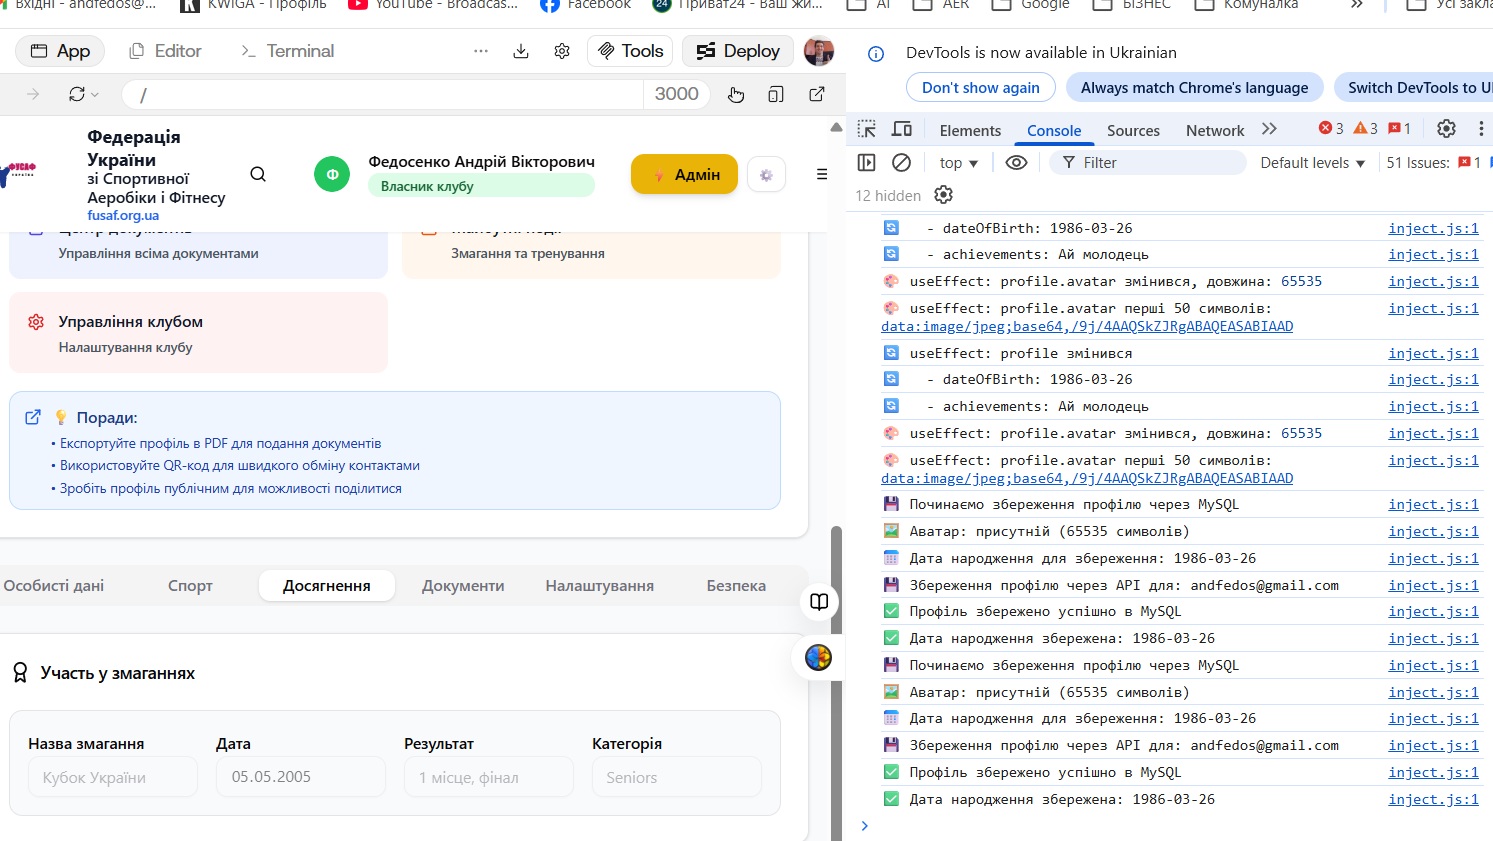 Вхідні - andfedos@...
KWIGA - Профіль
YouTube - Broadcas...
Facebook
24
Приват24 - Ваш жи...
AI
AER
Google
БІЗНЕС
Комуналка
»
Усі закла
App
Editor
Terminal
...
Tools
Deploy
/
3000
Федерація
України
зі Спортивної
Аеробіки і Фітнесу
fusaf.org.ua
ФУСАФ
Ф
Федосенко Андрій Вікторович
Власник клубу
Адмін
Управління всіма документами
Змагання та тренування
Управління клубом
Налаштування клубу
Поради:
• Експортуйте профіль в PDF для подання документів
• Використовуйте QR-код для швидкого обміну контактами
• Зробіть профіль публічним для можливості поділитися
Особисті дані
Спорт
Досягнення
Документи
Налаштування
Безпека
Участь у змаганнях
Назва змагання
Дата
Результат
Категорія
Кубок України
05.05.2005
1 місце, фінал
Seniors
DevTools is now available in Ukrainian
Don't show again
Always match Chrome's language
Switch DevTools to U
Elements
Console
Sources
Network
3
3
1
top
Filter
Default levels
51 Issues:
1
12 hidden
- dateOfBirth: 1986-03-26 inject.js:1
- achievements: Ай молодець inject.js:1
useEffect: profile.avatar змінився, довжина: 65535 inject.js:1
useEffect: profile.avatar перші 50 символів: inject.js:1
data:image/jpeg;base64,/9j/4AAQSkZJRgABAQEASABIAAD
useEffect: profile змінився inject.js:1
- dateOfBirth: 1986-03-26 inject.js:1
- achievements: Ай молодець inject.js:1
useEffect: profile.avatar змінився, довжина: 65535 inject.js:1
useEffect: profile.avatar перші 50 символів: inject.js:1
data:image/jpeg;base64,/9j/4AAQSkZJRgABAQEASABIAAD
Починаємо збереження профілю через MySQL inject.js:1
Аватар: присутній (65535 символів) inject.js:1
Дата народження для збереження: 1986-03-26 inject.js:1
Збереження профілю через API для: andfedos@gmail.com inject.js:1
Профіль збережено успішно в MySQL inject.js:1
Дата народження збережена: 1986-03-26 inject.js:1
Починаємо збереження профілю через MySQL inject.js:1
Аватар: присутній (65535 символів) inject.js:1
Дата народження для збереження: 1986-03-26 inject.js:1
Збереження профілю через API для: andfedos@gmail.com inject.js:1
Профіль збережено успішно в MySQL inject.js:1
Дата народження збережена: 1986-03-26 inject.js:1